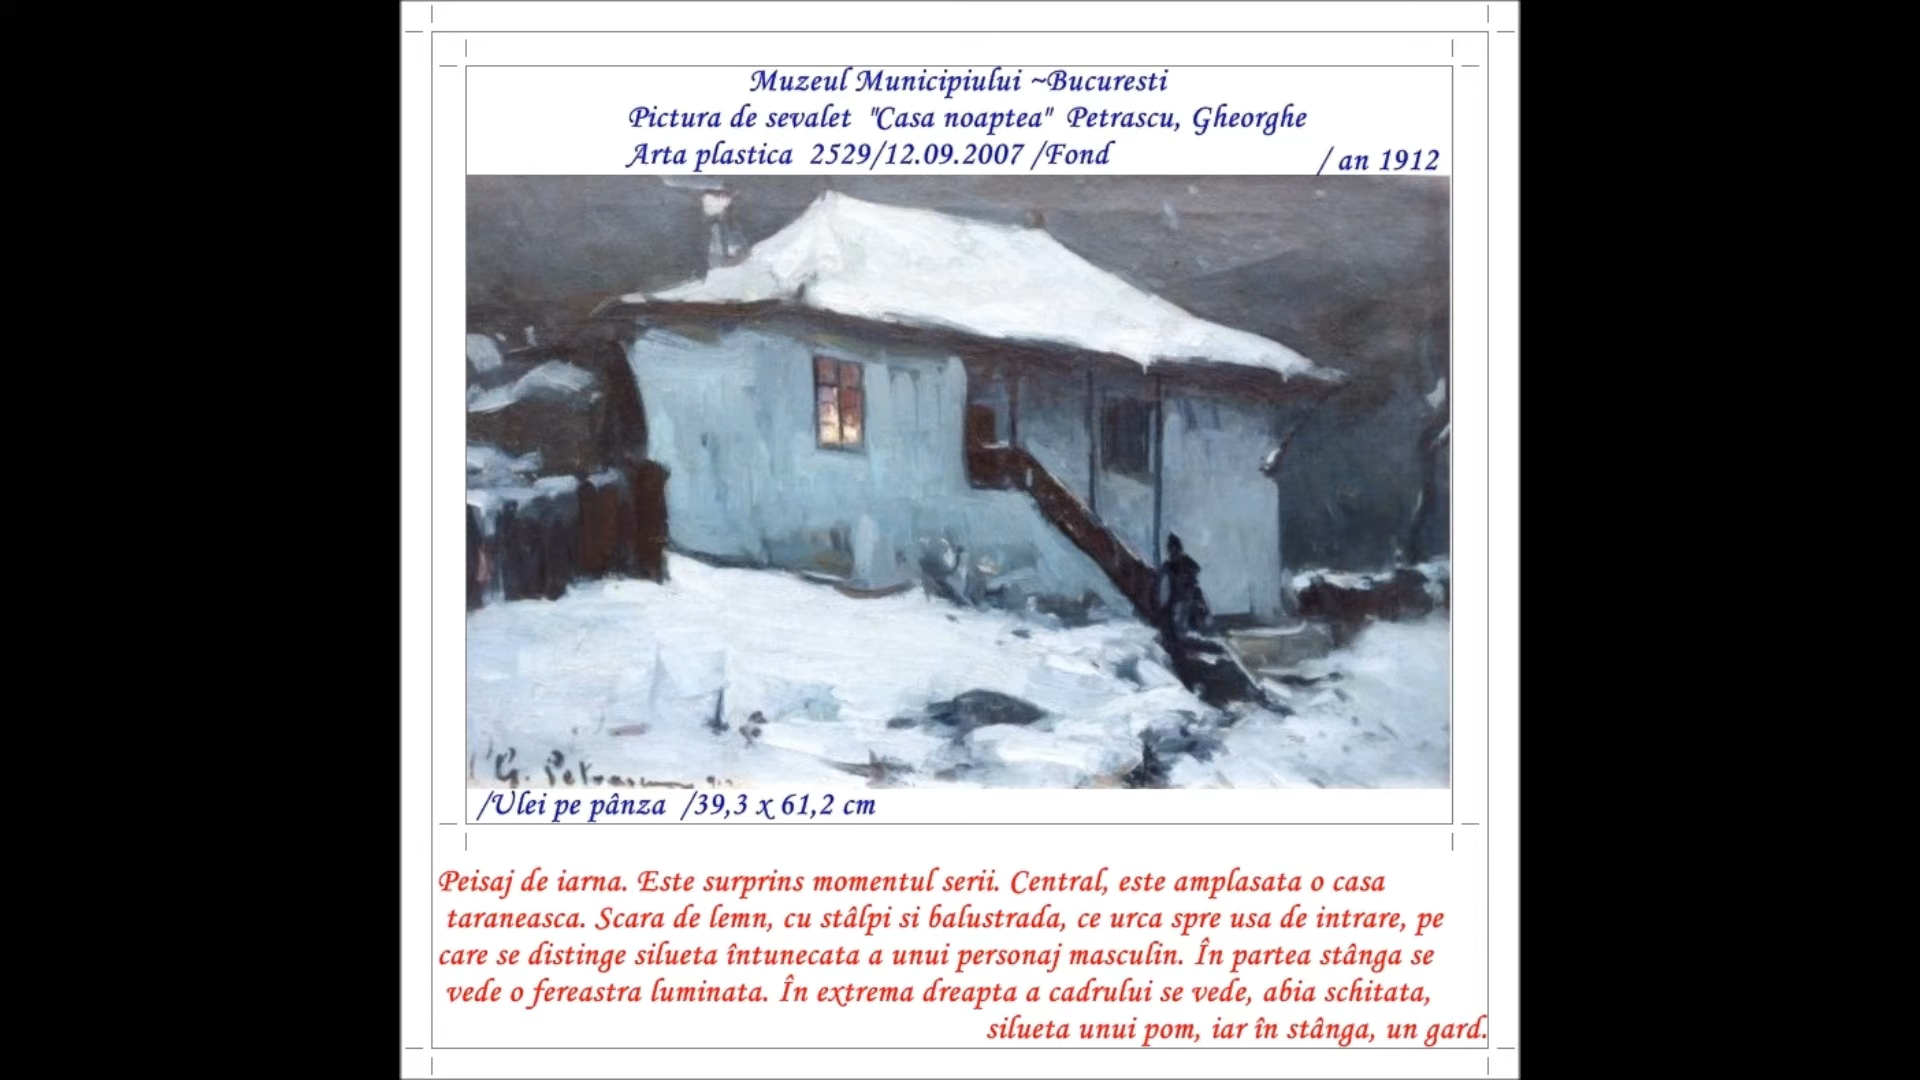 Muzeul Municipiului ~Bucuresti
Pictura de sevalet "Casa noaptea" Petrascu, Gheorghe
Arta plastica 2529/12.09.2007 /Fond / an 1912
G. Petrascu
/Ulei pe pânza /39,3 x 61,2 cm
Peisaj de iarna. Este surprins momentul serii. Central, este amplasata o casa
taraneasca. Scara de lemn, cu stâlpi si balustrada, ce urca spre usa de intrare, pe
care se distinge silueta întunecata a unui personaj masculin. În partea stânga se
vede o fereastra luminata. În extrema dreapta a cadrului se vede, abia schitata,
silueta unui pom, iar în stânga, un gard.